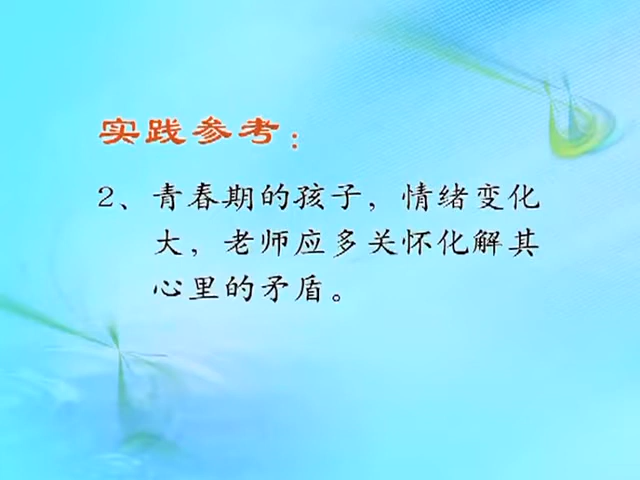 实践参考：
2、青春期的孩子，情绪变化
大，老师应多关怀化解其
心里的矛盾。